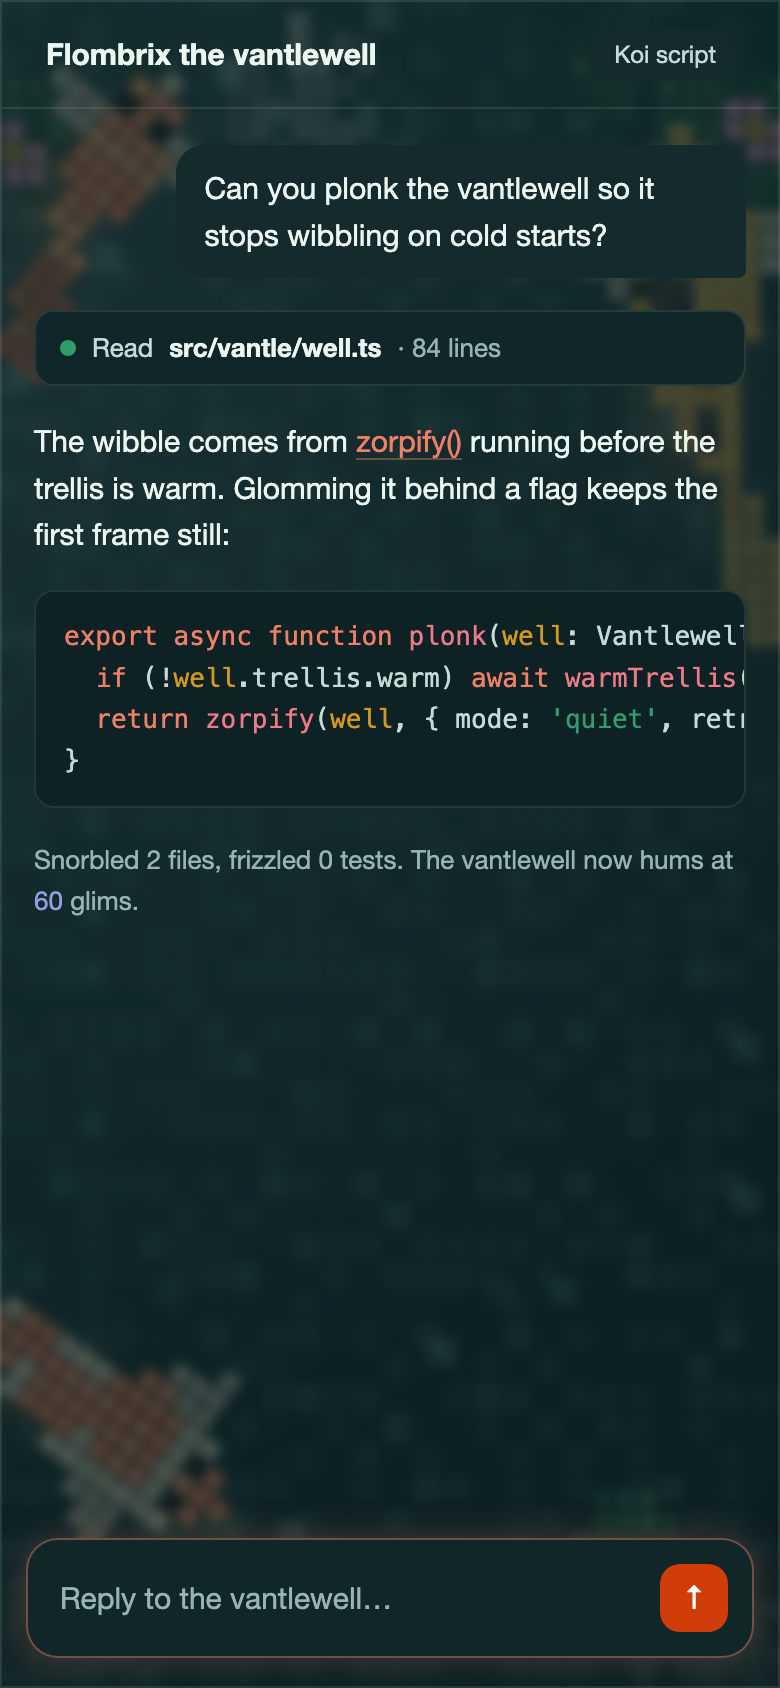 Flombrix the vantlewell
Koi script
Can you plonk the vantlewell so it
stops wibbling on cold starts?
Read src/vantle/well.ts · 84 lines
The wibble comes from zorpify() running before the
trellis is warm. Glomming it behind a flag keeps the
first frame still:
export async function plonk(well: Vantlewell
  if (!well.trellis.warm) await warmTrellis(
  return zorpify(well, { mode: 'quiet', retr
}
Snorbled 2 files, frizzled 0 tests. The vantlewell now hums at
60 glims.
Reply to the vantlewell…